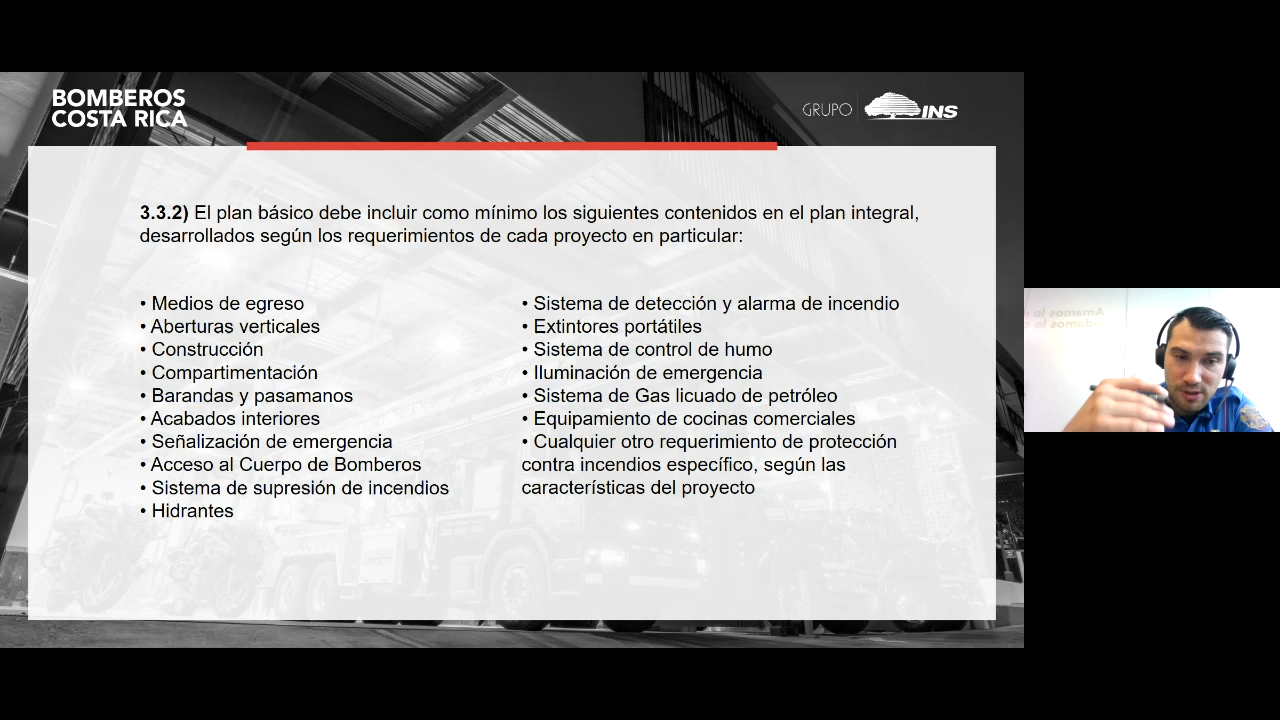 BOMBEROS
COSTA RICA
GRUPO INS
3.3.2) El plan básico debe incluir como mínimo los siguientes contenidos en el plan integral,
desarrollados según los requerimientos de cada proyecto en particular:
• Medios de egreso
• Aberturas verticales
• Construcción
• Compartimentación
• Barandas y pasamanos
• Acabados interiores
• Señalización de emergencia
• Acceso al Cuerpo de Bomberos
• Sistema de supresión de incendios
• Hidrantes
• Sistema de detección y alarma de incendio
• Extintores portátiles
• Sistema de control de humo
• Iluminación de emergencia
• Sistema de Gas licuado de petróleo
• Equipamiento de cocinas comerciales
• Cualquier otro requerimiento de protección
contra incendios específico, según las
características del proyecto
Amamos lo